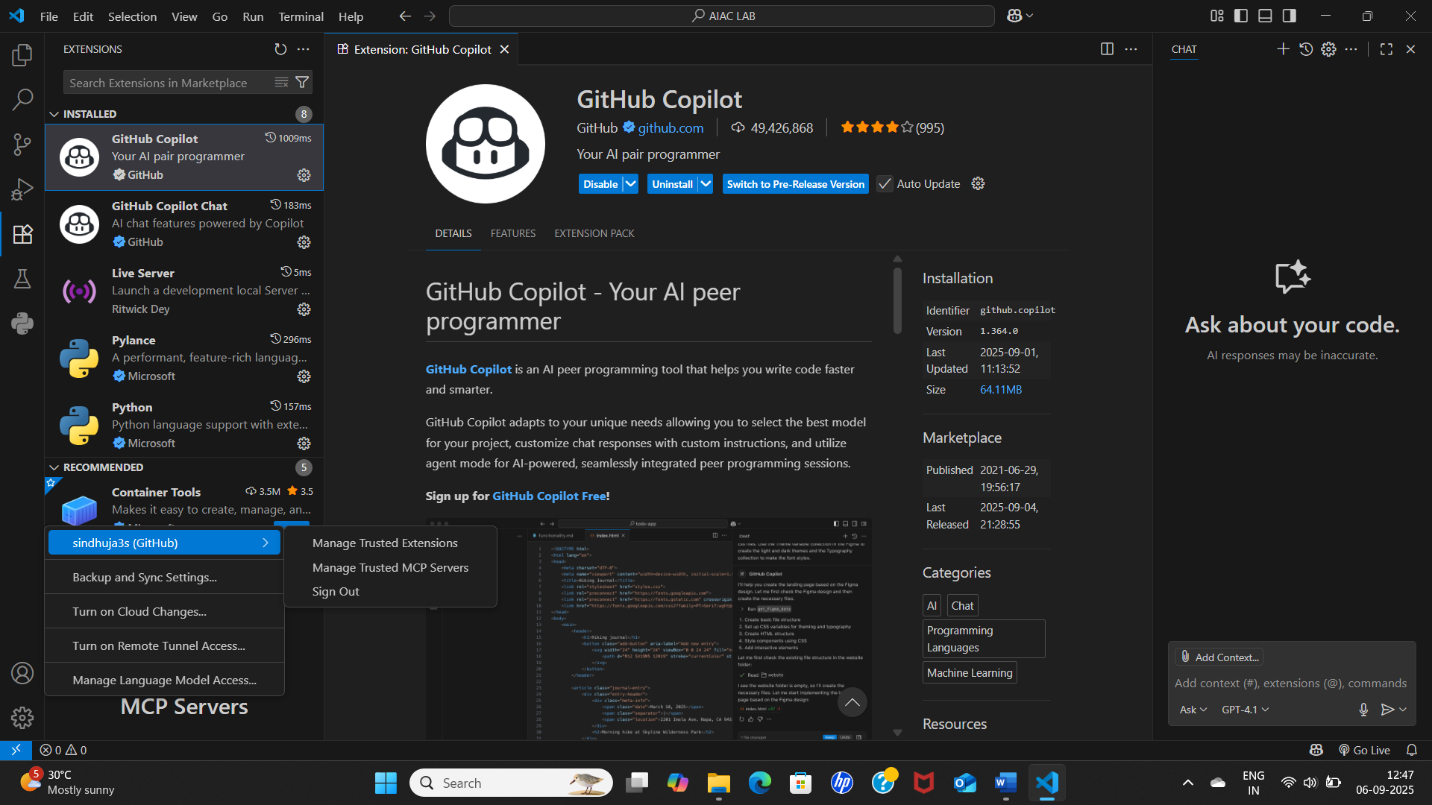 File Edit Selection View Go Run Terminal Help
AIAC LAB
EXTENSIONS
Search Extensions in Marketplace
INSTALLED 8
GitHub Copilot 1009ms
Your AI pair programmer
GitHub
GitHub Copilot Chat 183ms
AI chat features powered by Copilot
GitHub
Live Server 5ms
Launch a development local Server ...
Ritwick Dey
Pylance 296ms
A performant, feature-rich languag...
Microsoft
Python 157ms
Python language support with exte...
Microsoft
RECOMMENDED 5
Container Tools 3.5M 3.5
Makes it easy to create, manage, an...
sindhuja3s (GitHub)
Backup and Sync Settings...
Turn on Cloud Changes...
Turn on Remote Tunnel Access...
Manage Language Model Access...
Manage Trusted Extensions
Manage Trusted MCP Servers
Sign Out
MCP Servers
Extension: GitHub Copilot
GitHub Copilot
GitHub github.com 49,426,868 (995)
Your AI pair programmer
Disable Uninstall Switch to Pre-Release Version Auto Update
DETAILS FEATURES EXTENSION PACK
GitHub Copilot - Your AI peer
programmer
GitHub Copilot is an AI peer programming tool that helps you write code faster
and smarter.
GitHub Copilot adapts to your unique needs allowing you to select the best model
for your project, customize chat responses with custom instructions, and utilize
agent mode for AI-powered, seamlessly integrated peer programming sessions.
Sign up for GitHub Copilot Free!
Installation
Identifier github.copilot
Version 1.364.0
Last Updated 2025-09-01, 11:13:52
Size 64.11MB
Marketplace
Published 2021-06-29, 19:56:17
Last Released 2025-09-04, 21:28:55
Categories
AI Chat
Programming
Languages
Machine Learning
Resources
CHAT
Ask about your code.
AI responses may be inaccurate.
Add Context...
Add context (#), extensions (@), commands
Ask GPT-4.1
0 0
Go Live
5
30°C
Mostly sunny
Search
ENG
IN
12:47
06-09-2025